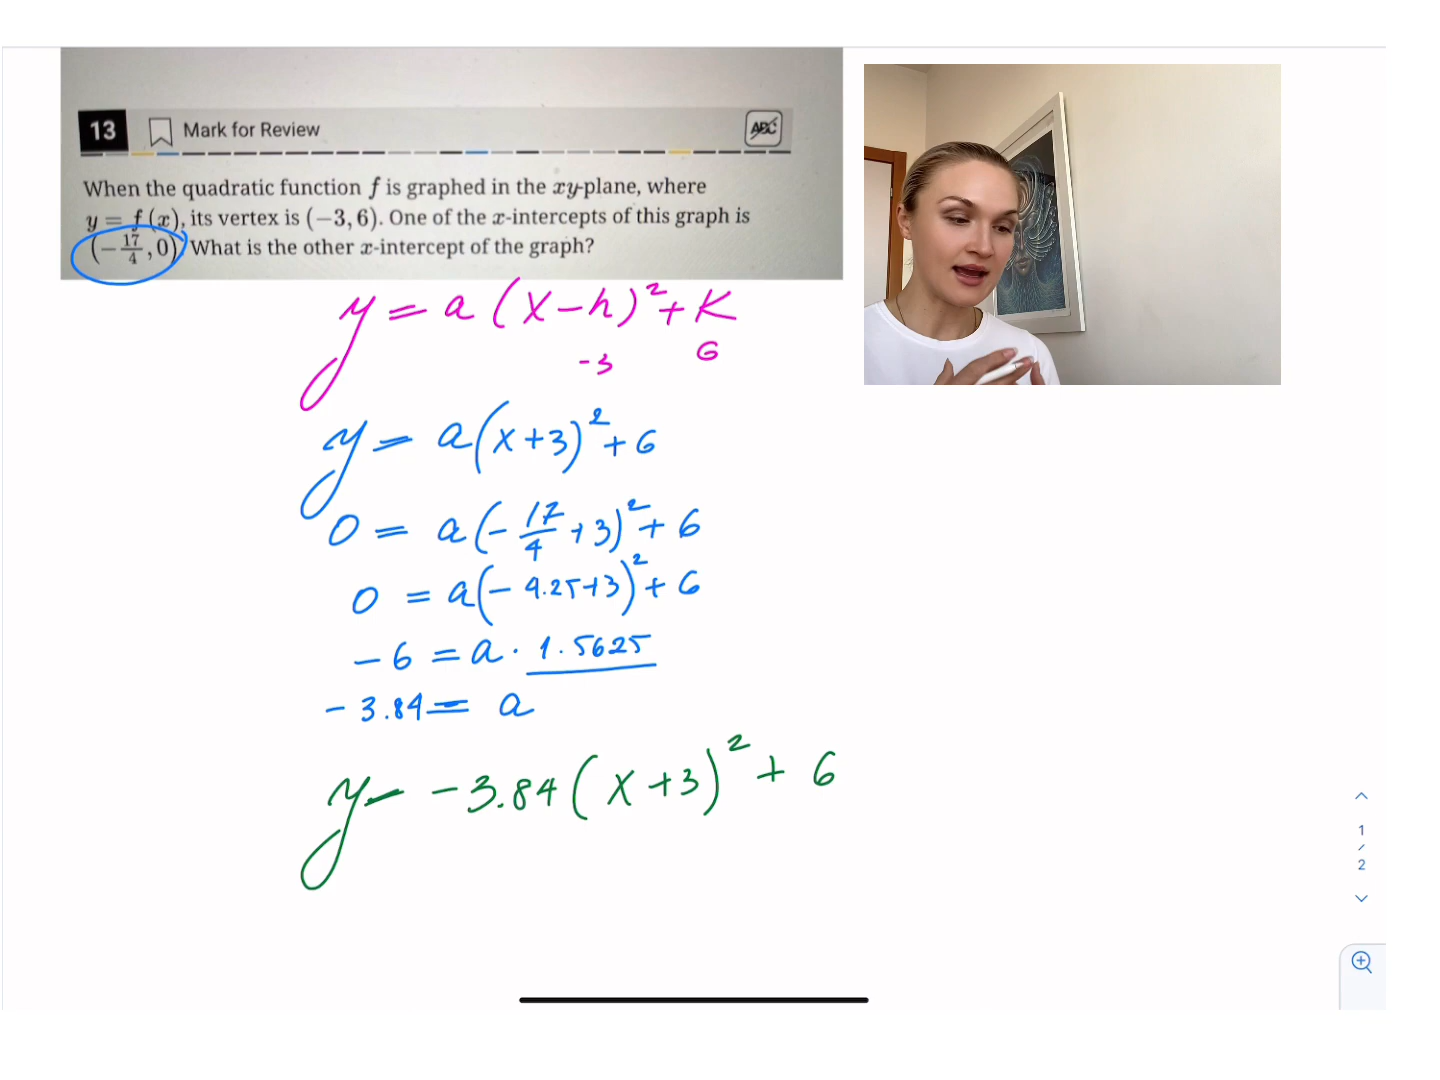 13 Mark for Review ABC
When the quadratic function f is graphed in the xy-plane, where
y = f(x), its vertex is (−3, 6). One of the x-intercepts of this graph is
(−17/4, 0). What is the other x-intercept of the graph?
y = a(x-h)²+K
-3 6
y = a(x+3)²+6
0 = a(-17/4+3)²+6
0 = a(-4.25+3)²+6
-6 = a · 1.5625
-3.84 = a
y = -3.84(x+3)²+6
1
/
2